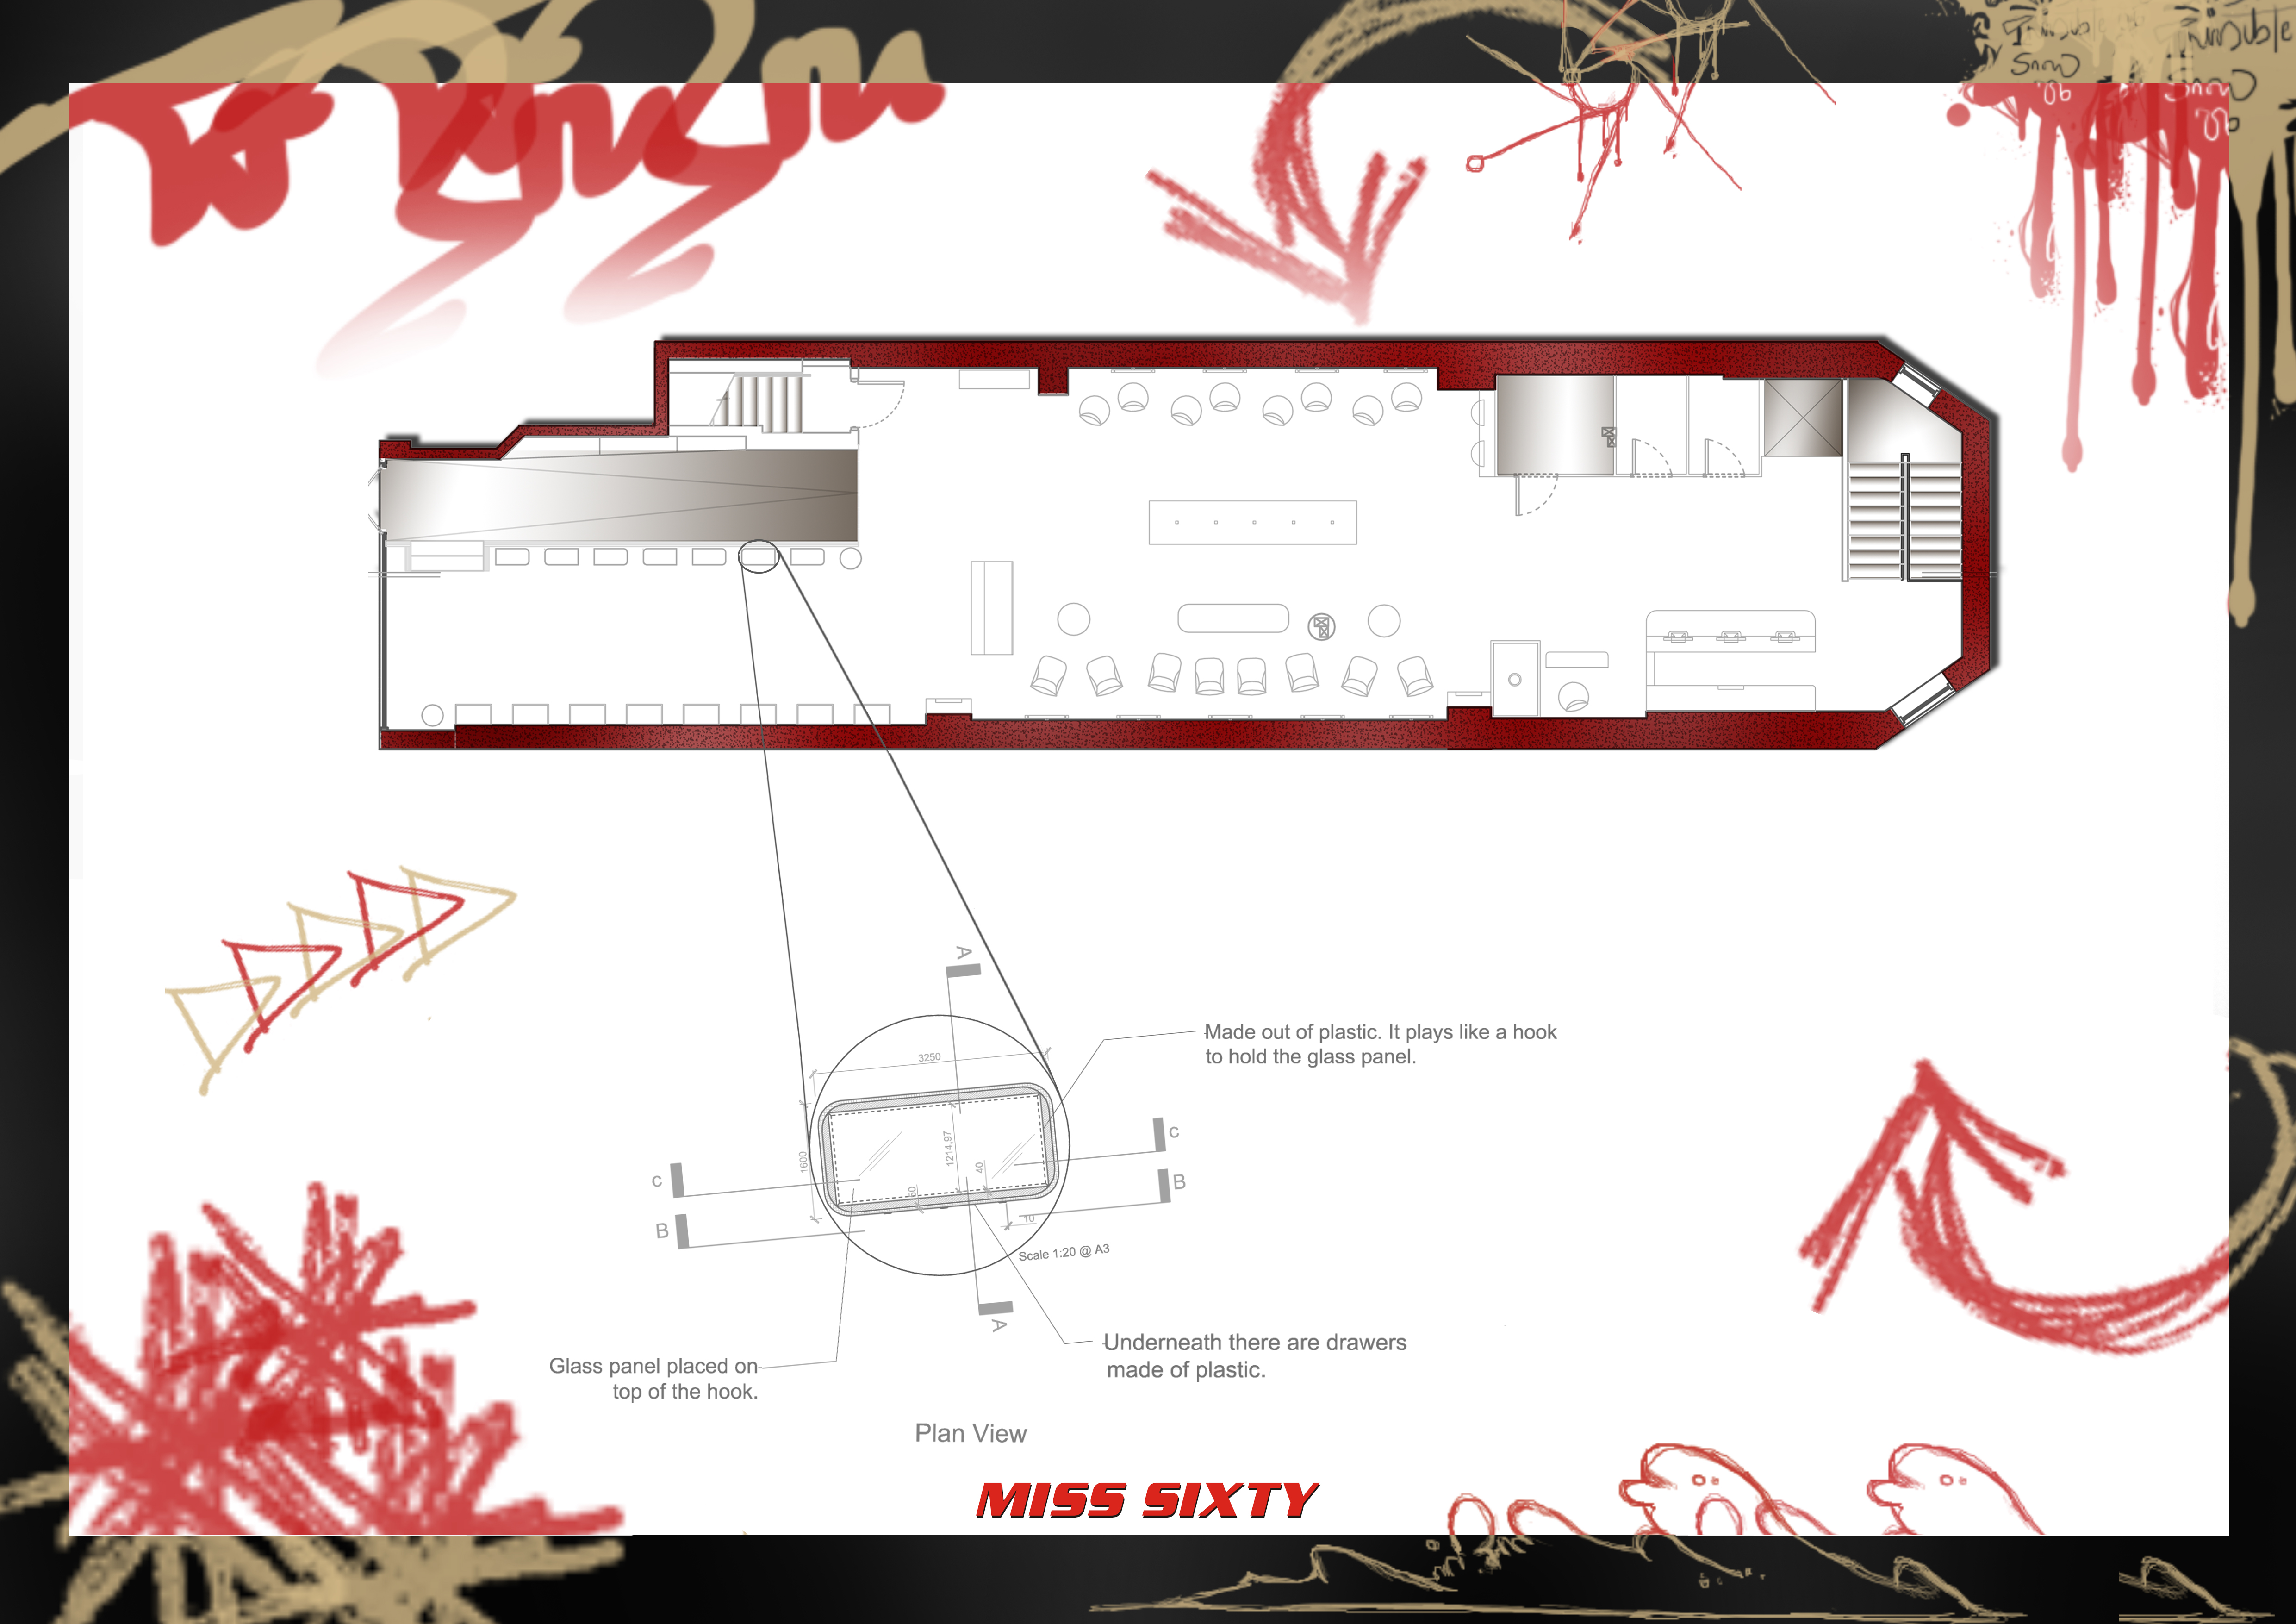 A
Made out of plastic. It plays like a hook
to hold the glass panel.
3250
c
1600
1214,97
40
60
c
B
B
10
Scale 1:20 @ A3
A
Underneath there are drawers
made of plastic.
Glass panel placed on
top of the hook.
Plan View
MISS SIXTY